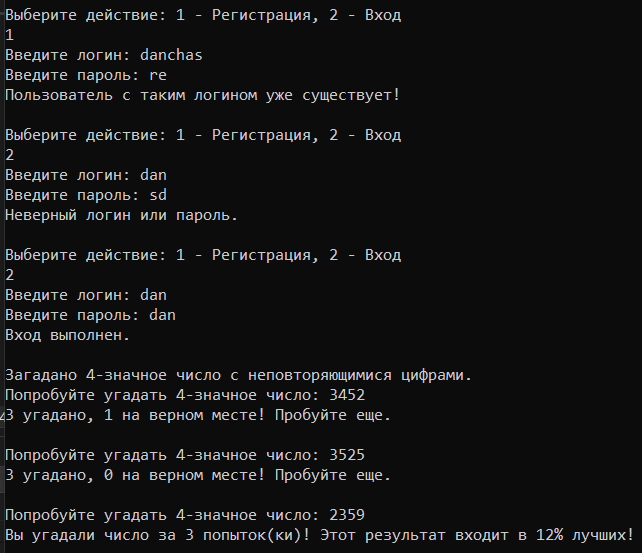 Выберите действие: 1 - Регистрация, 2 - Вход
1
Введите логин: danchas
Введите пароль: re
Пользователь с таким логином уже существует!
Выберите действие: 1 - Регистрация, 2 - Вход
2
Введите логин: dan
Введите пароль: sd
Неверный логин или пароль.
Выберите действие: 1 - Регистрация, 2 - Вход
2
Введите логин: dan
Введите пароль: dan
Вход выполнен.
Загадано 4-значное число с неповторяющимися цифрами.
Попробуйте угадать 4-значное число: 3452
3 угадано, 1 на верном месте! Пробуйте еще.
Попробуйте угадать 4-значное число: 3525
3 угадано, 0 на верном месте! Пробуйте еще.
Попробуйте угадать 4-значное число: 2359
Вы угадали число за 3 попыток(ки)! Этот результат входит в 12% лучших!